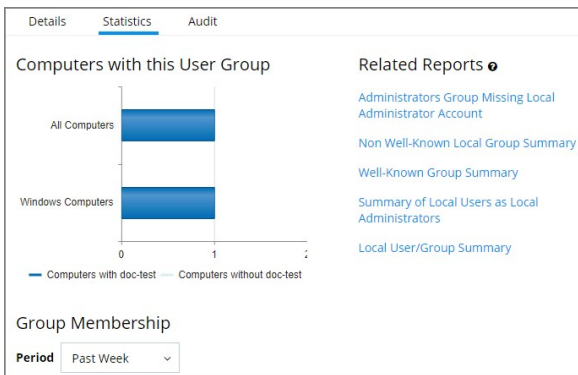 Details Statistics Audit
Computers with this User Group
All Computers
Windows Computers
0 1 2
Computers with doc-test Computers without doc-test
Related Reports ?
Administrators Group Missing Local
Administrator Account
Non Well-Known Local Group Summary
Well-Known Group Summary
Summary of Local Users as Local
Administrators
Local User/Group Summary
Group Membership
Period Past Week